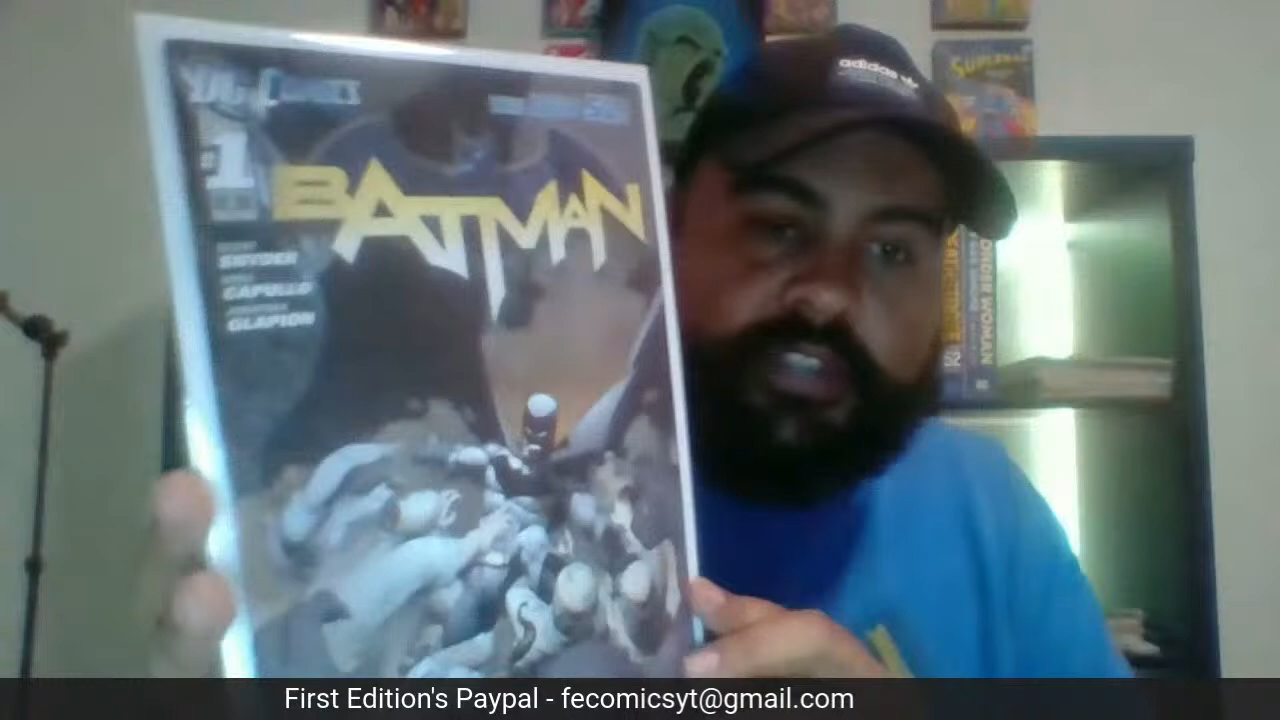 DC COMICS
#1
BATMAN
SNYDER
CAPULLO
GLAPION
adidas
SUPERMAN
WONDER WOMAN
First Edition's Paypal - fecomicsyt@gmail.com